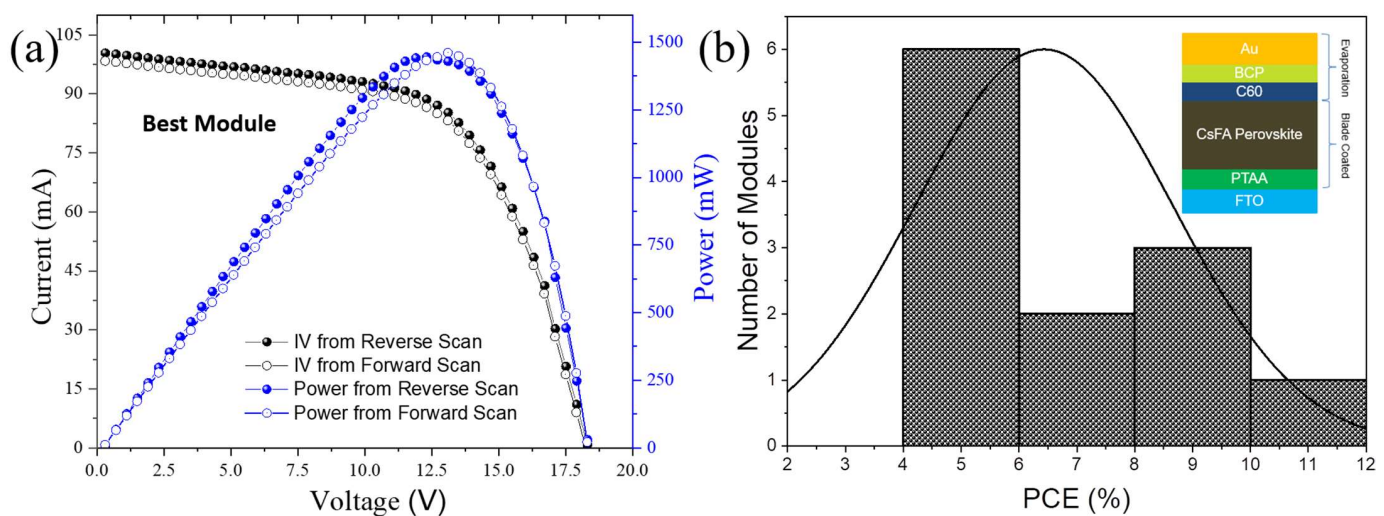 (a)
105
90
75
60
45
30
15
0
Current (mA)
Best Module
IV from Reverse Scan
IV from Forward Scan
Power from Reverse Scan
Power from Forward Scan
0.0 2.5 5.0 7.5 10.0 12.5 15.0 17.5 20.0
Voltage (V)
1500
1250
1000
750
500
250
0
Power (mW)
(b)
6
5
4
3
2
1
0
Number of Modules
Au
BCP
C60
CsFA Perovskite
PTAA
FTO
Evaporation
Blade Coated
2 3 4 5 6 7 8 9 10 11 12
PCE (%)